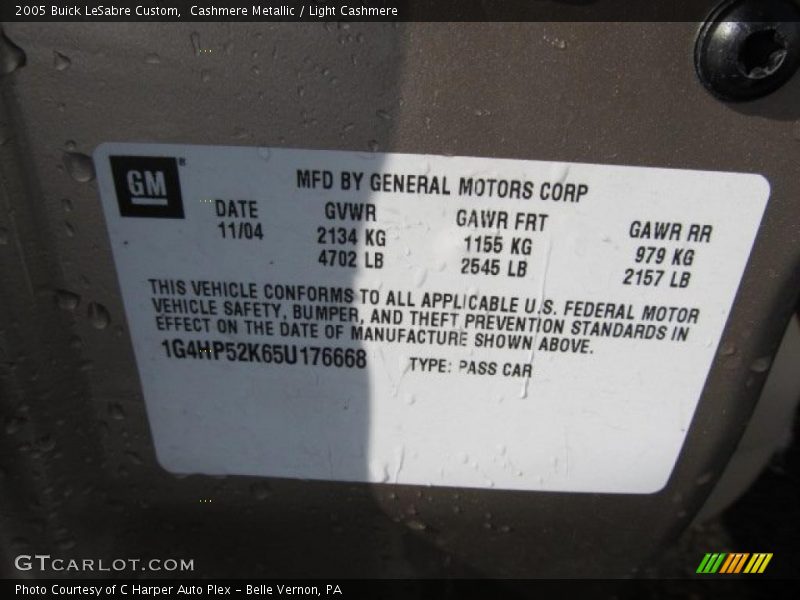 2005 Buick LeSabre Custom,  Cashmere Metallic / Light Cashmere
GM®
MFD BY GENERAL MOTORS CORP
DATE GVWR GAWR FRT GAWR RR
11/04 2134 KG 1155 KG 979 KG
4702 LB 2545 LB 2157 LB
THIS VEHICLE CONFORMS TO ALL APPLICABLE U.S. FEDERAL MOTOR
VEHICLE SAFETY, BUMPER, AND THEFT PREVENTION STANDARDS IN
EFFECT ON THE DATE OF MANUFACTURE SHOWN ABOVE.
1G4HP52K65U176668 TYPE: PASS CAR
GTCARLOT.COM
Photo Courtesy of C Harper Auto Plex - Belle Vernon, PA